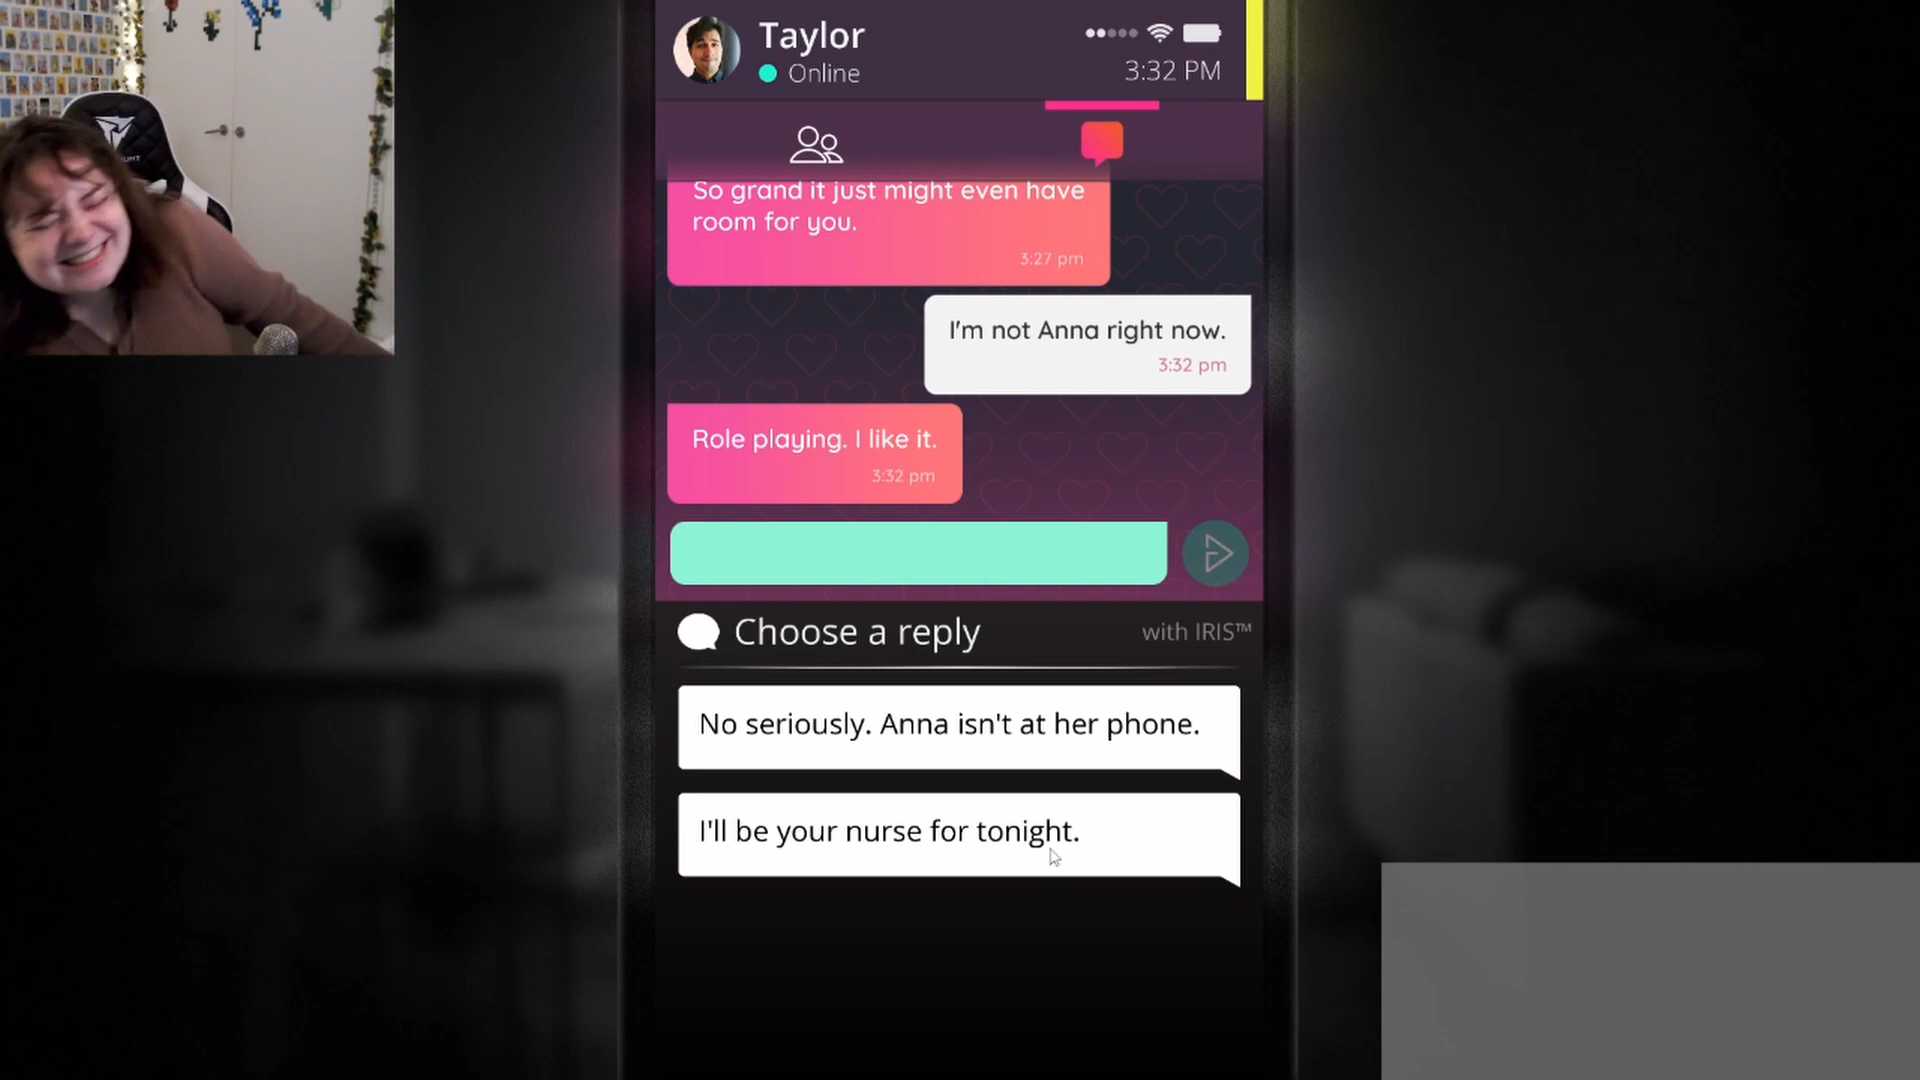 Taylor
Online
3:32 PM
So grand it just might even have
room for you.
3:27 pm
I'm not Anna right now.
3:32 pm
Role playing. I like it.
3:32 pm
Choose a reply
with IRIS™
No seriously. Anna isn't at her phone.
I'll be your nurse for tonight.